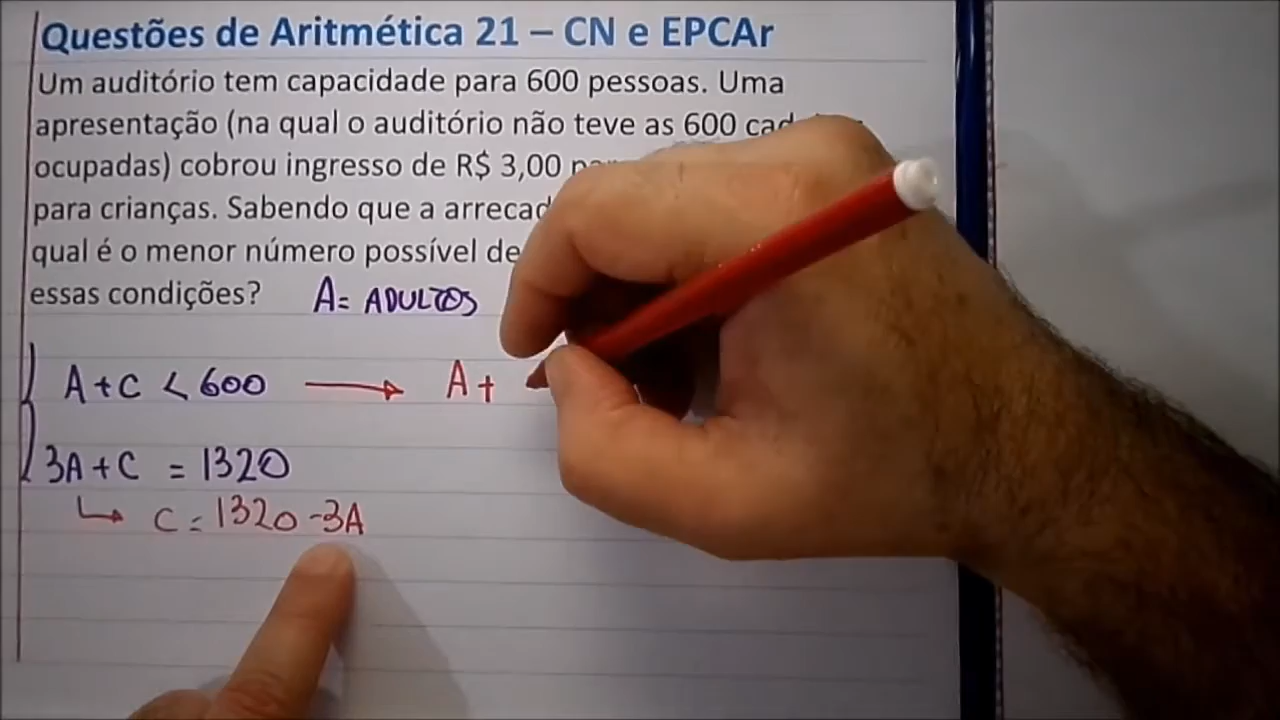 Questões de Aritmética 21 – CN e EPCAr
Um auditório tem capacidade para 600 pessoas. Uma
apresentação (na qual o auditório não teve as 600
ocupadas) cobrou ingresso de R$ 3,00
para crianças. Sabendo que a
qual é o menor número possível de
essas condições? A= ADULTOS
A+C < 600 → A+
3A+C = 1320
↳ C = 1320-3A